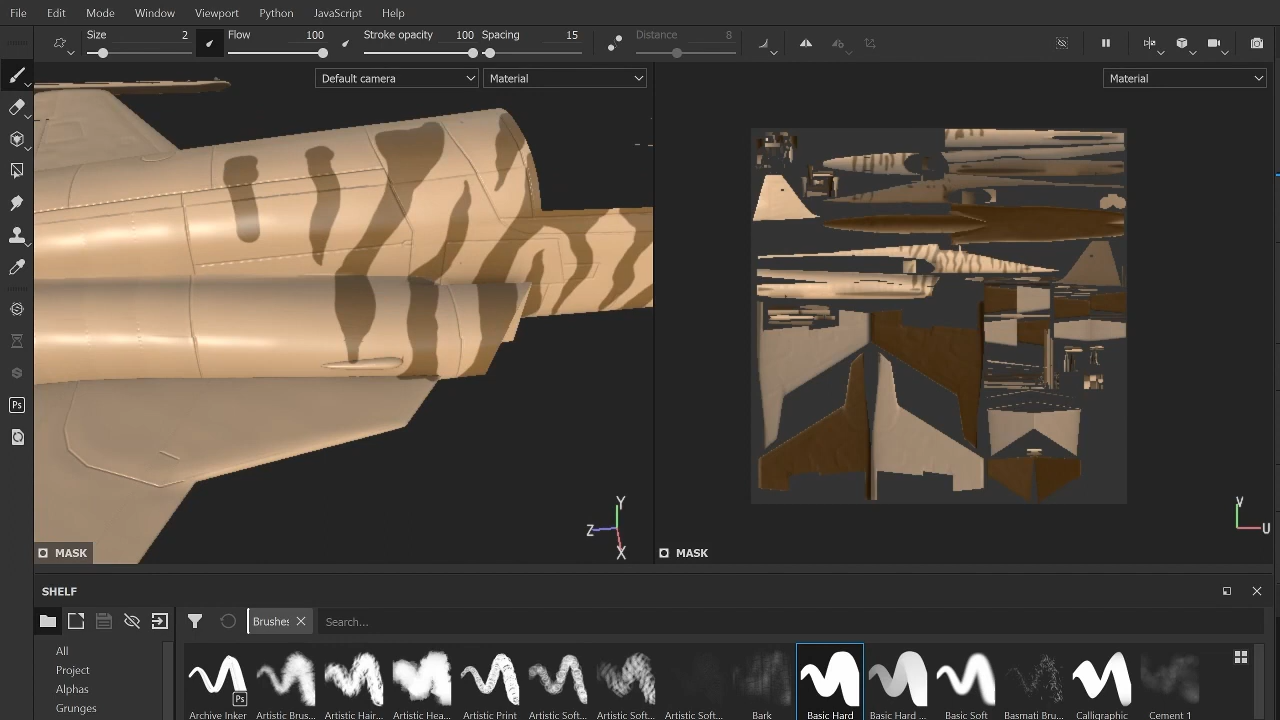 File Edit Mode Window Viewport Python JavaScript Help
Size 2 Flow 100 Stroke opacity 100 Spacing 15 Distance 8
Default camera Material Material
Y
Z
X
V
U
MASK MASK
SHELF
Brushes Search...
All
Project
Alphas
Grunges
Ps
Ps
Archive Inker Artistic Brus... Artistic Hair... Artistic Hea... Artistic Print Artistic Soft... Artistic Soft... Artistic Soft... Bark Basic Hard Basic Hard ... Basic Soft Basmati Bru... Calligraphic Cement 1